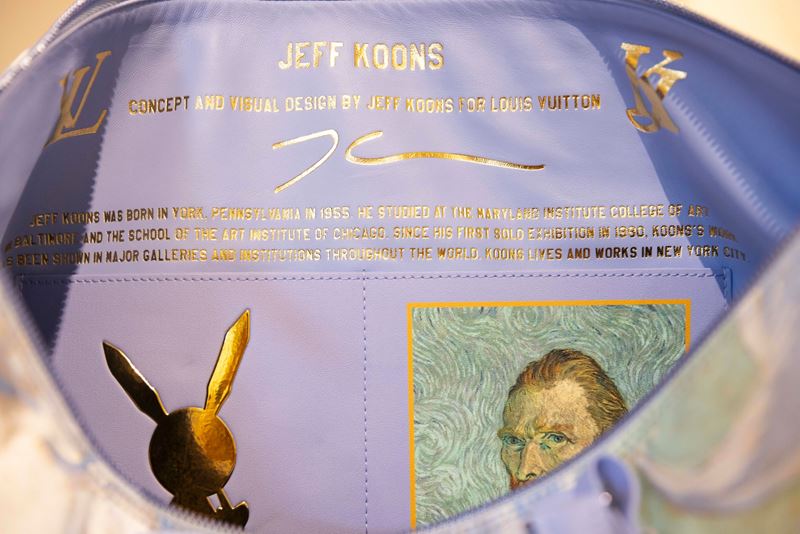 JEFF KOONS
LV
JK
CONCEPT AND VISUAL DESIGN BY JEFF KOONS FOR LOUIS VUITTON
JEFF KOONS WAS BORN IN YORK, PENNSYLVANIA IN 1955. HE STUDIED AT THE MARYLAND INSTITUTE COLLEGE OF ART
BALTIMORE AND THE SCHOOL OF THE ART INSTITUTE OF CHICAGO. SINCE HIS FIRST SOLO EXHIBITION IN 1980, KOONS'S WORK
BEEN SHOWN IN MAJOR GALLERIES AND INSTITUTIONS THROUGHOUT THE WORLD. KOONS LIVES AND WORKS IN NEW YORK CITY